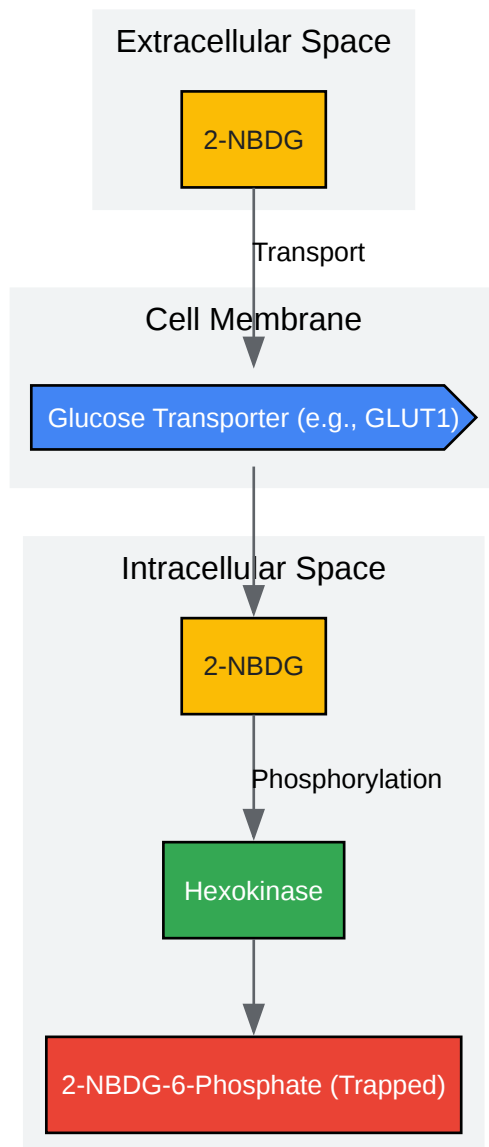 Extracellular Space
2-NBDG
Transport
Cell Membrane
Glucose Transporter (e.g., GLUT1)
Intracellular Space
2-NBDG
Phosphorylation
Hexokinase
2-NBDG-6-Phosphate (Trapped)